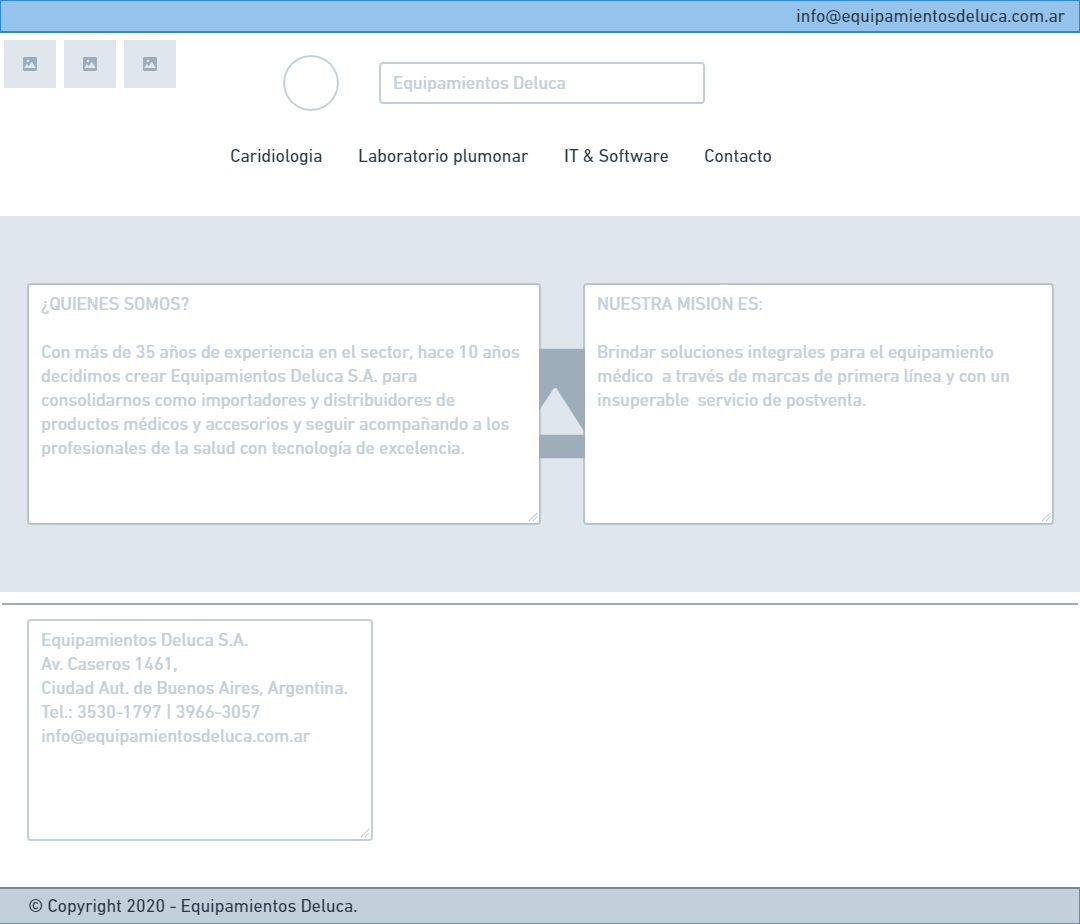 info@equipamientosdeluca.com.ar
Equipamientos Deluca
Caridiologia Laboratorio plumonar IT & Software Contacto
¿QUIENES SOMOS?
Con más de 35 años de experiencia en el sector, hace 10 años
decidimos crear Equipamientos Deluca S.A. para
consolidarnos como importadores y distribuidores de
productos médicos y accesorios y seguir acompañando a los
profesionales de la salud con tecnología de excelencia.
NUESTRA MISION ES:
Brindar soluciones integrales para el equipamiento
médico  a través de marcas de primera línea y con un
insuperable  servicio de postventa.
Equipamientos Deluca S.A.
Av. Caseros 1461,
Ciudad Aut. de Buenos Aires, Argentina.
Tel.: 3530-1797 | 3966-3057
info@equipamientosdeluca.com.ar
© Copyright 2020 - Equipamientos Deluca.